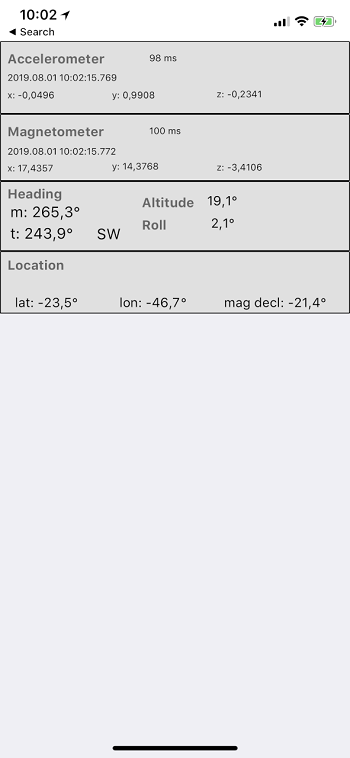 10:02
◀ Search
Accelerometer 98 ms
2019.08.01 10:02:15.769
x: -0,0496 y: 0,9908 z: -0,2341
Magnetometer 100 ms
2019.08.01 10:02:15.772
x: 17,4357 y: 14,3768 z: -3,4106
Heading
m: 265,3° Altitude 19,1°
t: 243,9° SW Roll 2,1°
Location
lat: -23,5° lon: -46,7° mag decl: -21,4°